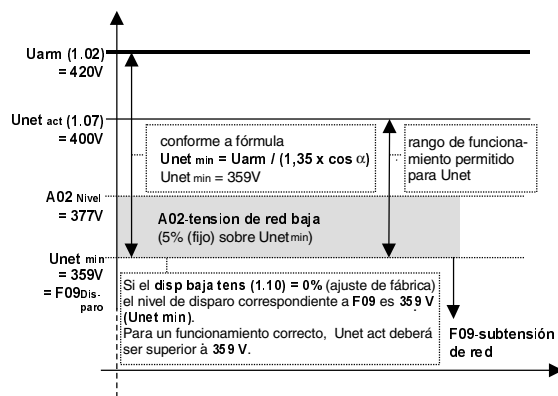 Uarm (1.02)
= 420V
Unet act (1.07)
= 400V
conforme a fórmula
Unet min = Uarm / (1,35 x cos α)
Unet min = 359V
rango de funciona-
miento permitido
para Unet
A02 Nivel
= 377V
A02-tension de red baja
(5% (fijo) sobre Unet min)
Unet min
= 359V
= F09Dis-
paro
Si el disp baja tens (1.10) = 0% (ajuste de fábrica)
el nivel de disparo correspondiente a F09 es 359 V
(Unet min).
Para un funcionamiento correcto, Unet act deberá
ser superior à 359 V.
F09-subtensión
de red